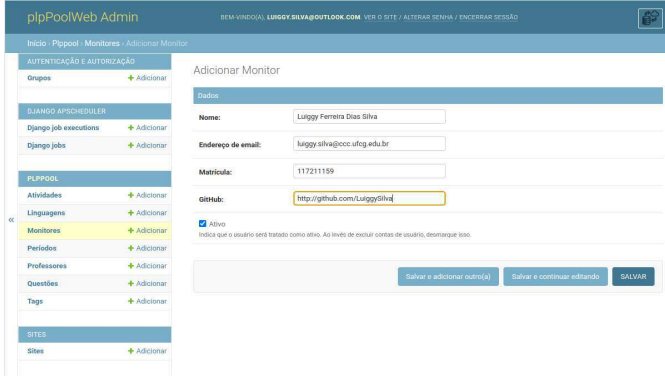 plpPoolWeb Admin
BEM-VINDO(A), LUIGGY.SILVA@OUTLOOK.COM. VER O SITE / ALTERAR SENHA / ENCERRAR SESSÃO
Início › Plppool › Monitores › Adicionar Monitor
AUTENTICAÇÃO E AUTORIZAÇÃO
Grupos + Adicionar
DJANGO APSCHEDULER
Django job executions + Adicionar
Django jobs + Adicionar
PLPPOOL
Atividades + Adicionar
Linguagens + Adicionar
Monitores + Adicionar
Períodos + Adicionar
Professores + Adicionar
Questões + Adicionar
Tags + Adicionar
SITES
Sites + Adicionar
«
Adicionar Monitor
Dados
Nome: Luiggy Ferreira Dias Silva
Endereço de email: luiggy.silva@ccc.ufcg.edu.br
Matrícula: 117211159
GitHub: http://github.com/LuiggySilva
Ativo
Indica que o usuário será tratado como ativo. Ao invés de excluir contas de usuário, desmarque isso.
Salvar e adicionar outro(a)
Salvar e continuar editando
SALVAR